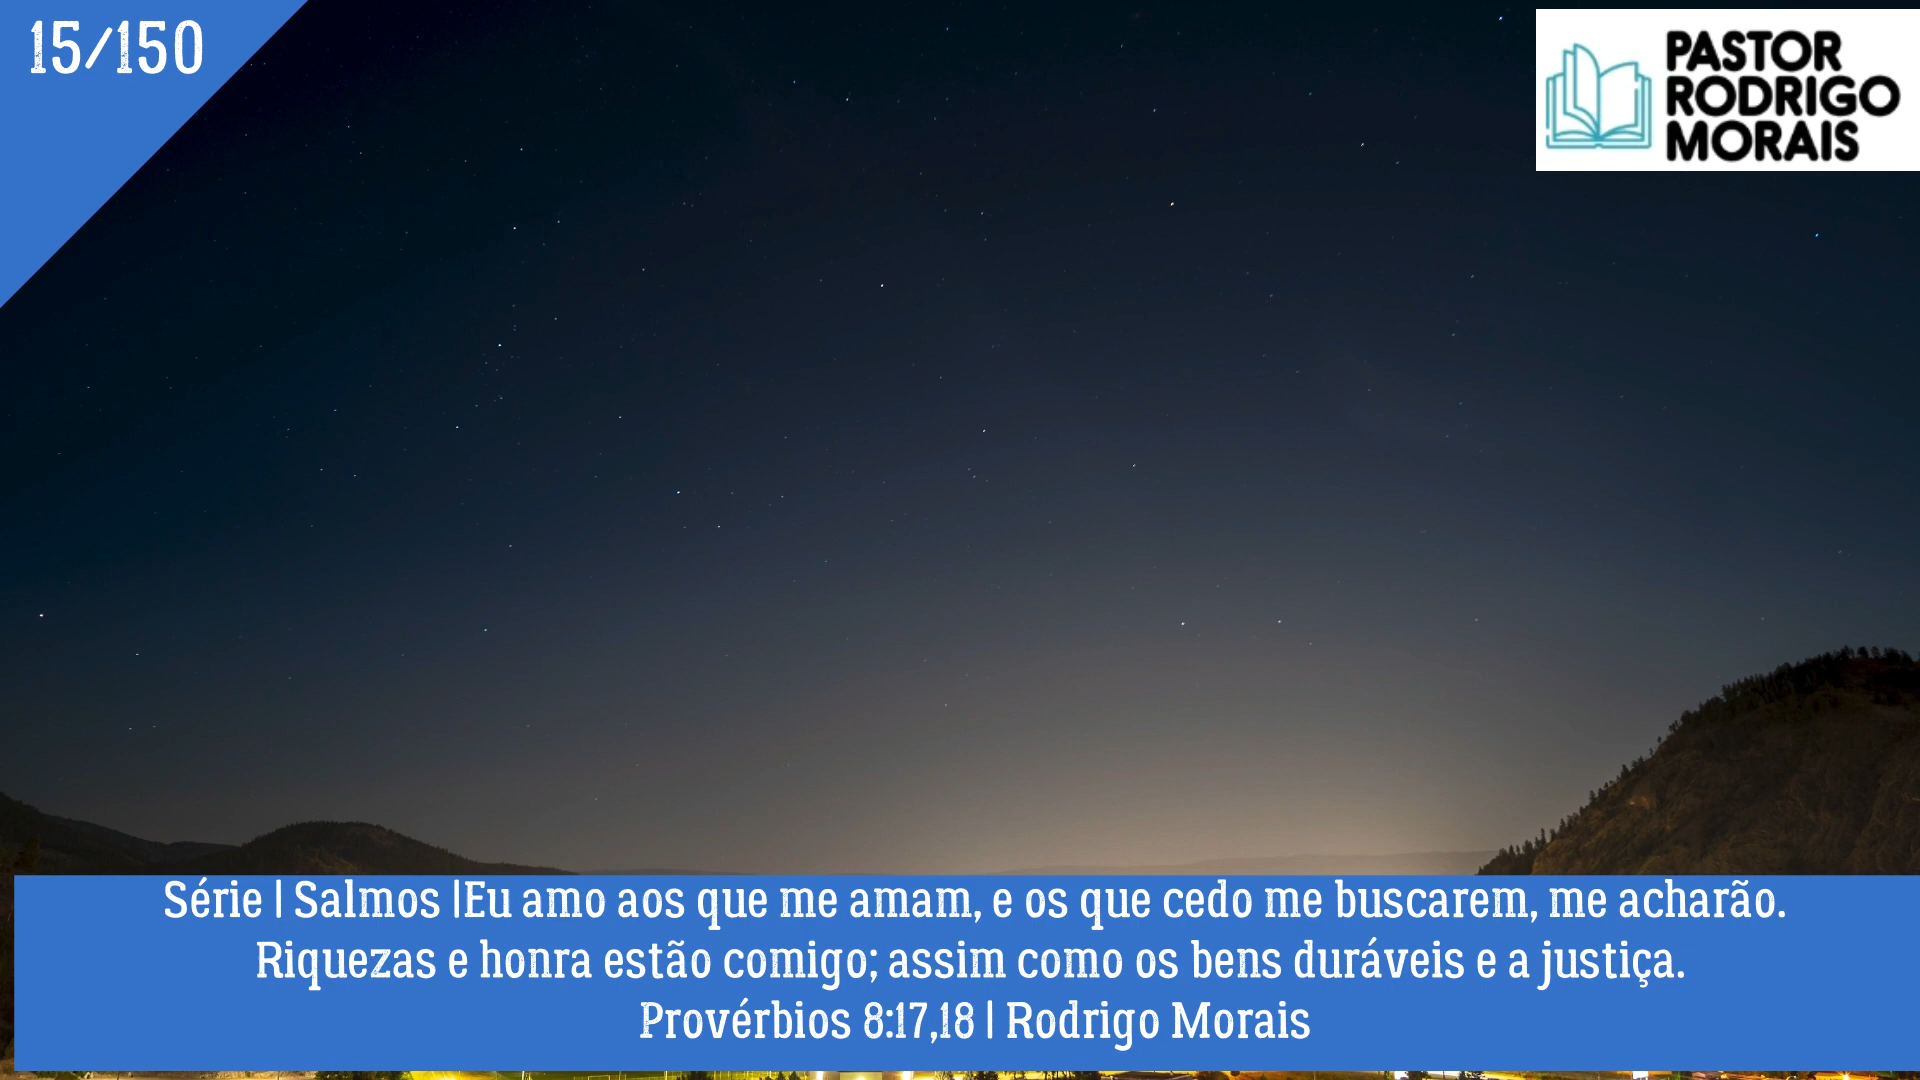 15/150
PASTOR
RODRIGO
MORAIS
Série | Salmos |Eu amo aos que me amam, e os que cedo me buscarem, me acharão.
Riquezas e honra estão comigo; assim como os bens duráveis e a justiça.
Provérbios 8:17,18 | Rodrigo Morais